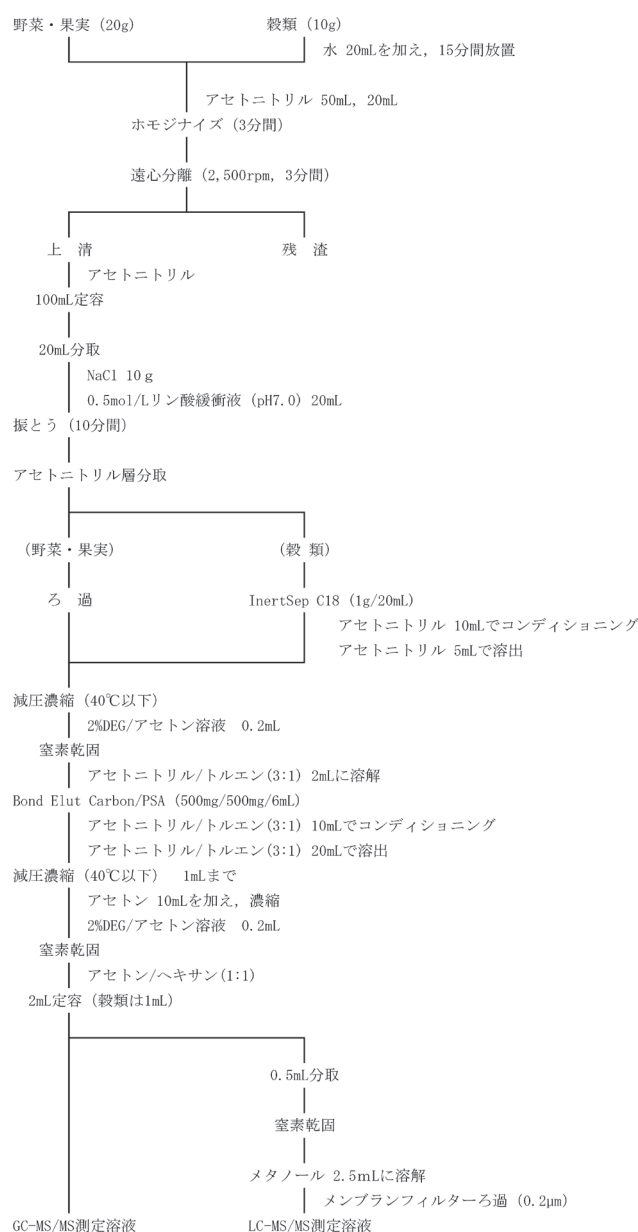 野菜・果実 (20g) 穀類 (10g)
水 20mLを加え, 15分間放置
アセトニトリル 50mL, 20mL
ホモジナイズ (3分間)
遠心分離 (2,500rpm, 3分間)
上 清 残 渣
アセトニトリル
100mL定容
20mL分取
NaCl 10 g
0.5mol/Lリン酸緩衝液 (pH7.0) 20mL
振とう (10分間)
アセトニトリル層分取
(野菜・果実) (穀 類)
ろ 過 InertSep C18 (1g/20mL)
アセトニトリル 10mLでコンディショニング
アセトニトリル 5mLで溶出
減圧濃縮 (40℃以下)
2%DEG/アセトン溶液 0.2mL
窒素乾固
アセトニトリル/トルエン(3:1) 2mLに溶解
Bond Elut Carbon/PSA (500mg/500mg/6mL)
アセトニトリル/トルエン(3:1) 10mLでコンディショニング
アセトニトリル/トルエン(3:1) 20mLで溶出
減圧濃縮 (40℃以下) 1mLまで
アセトン 10mLを加え, 濃縮
2%DEG/アセトン溶液 0.2mL
窒素乾固
アセトン/ヘキサン(1:1)
2mL定容 (穀類は1mL)
0.5mL分取
窒素乾固
メタノール 2.5mLに溶解
メンブランフィルターろ過 (0.2μm)
GC-MS/MS測定溶液 LC-MS/MS測定溶液